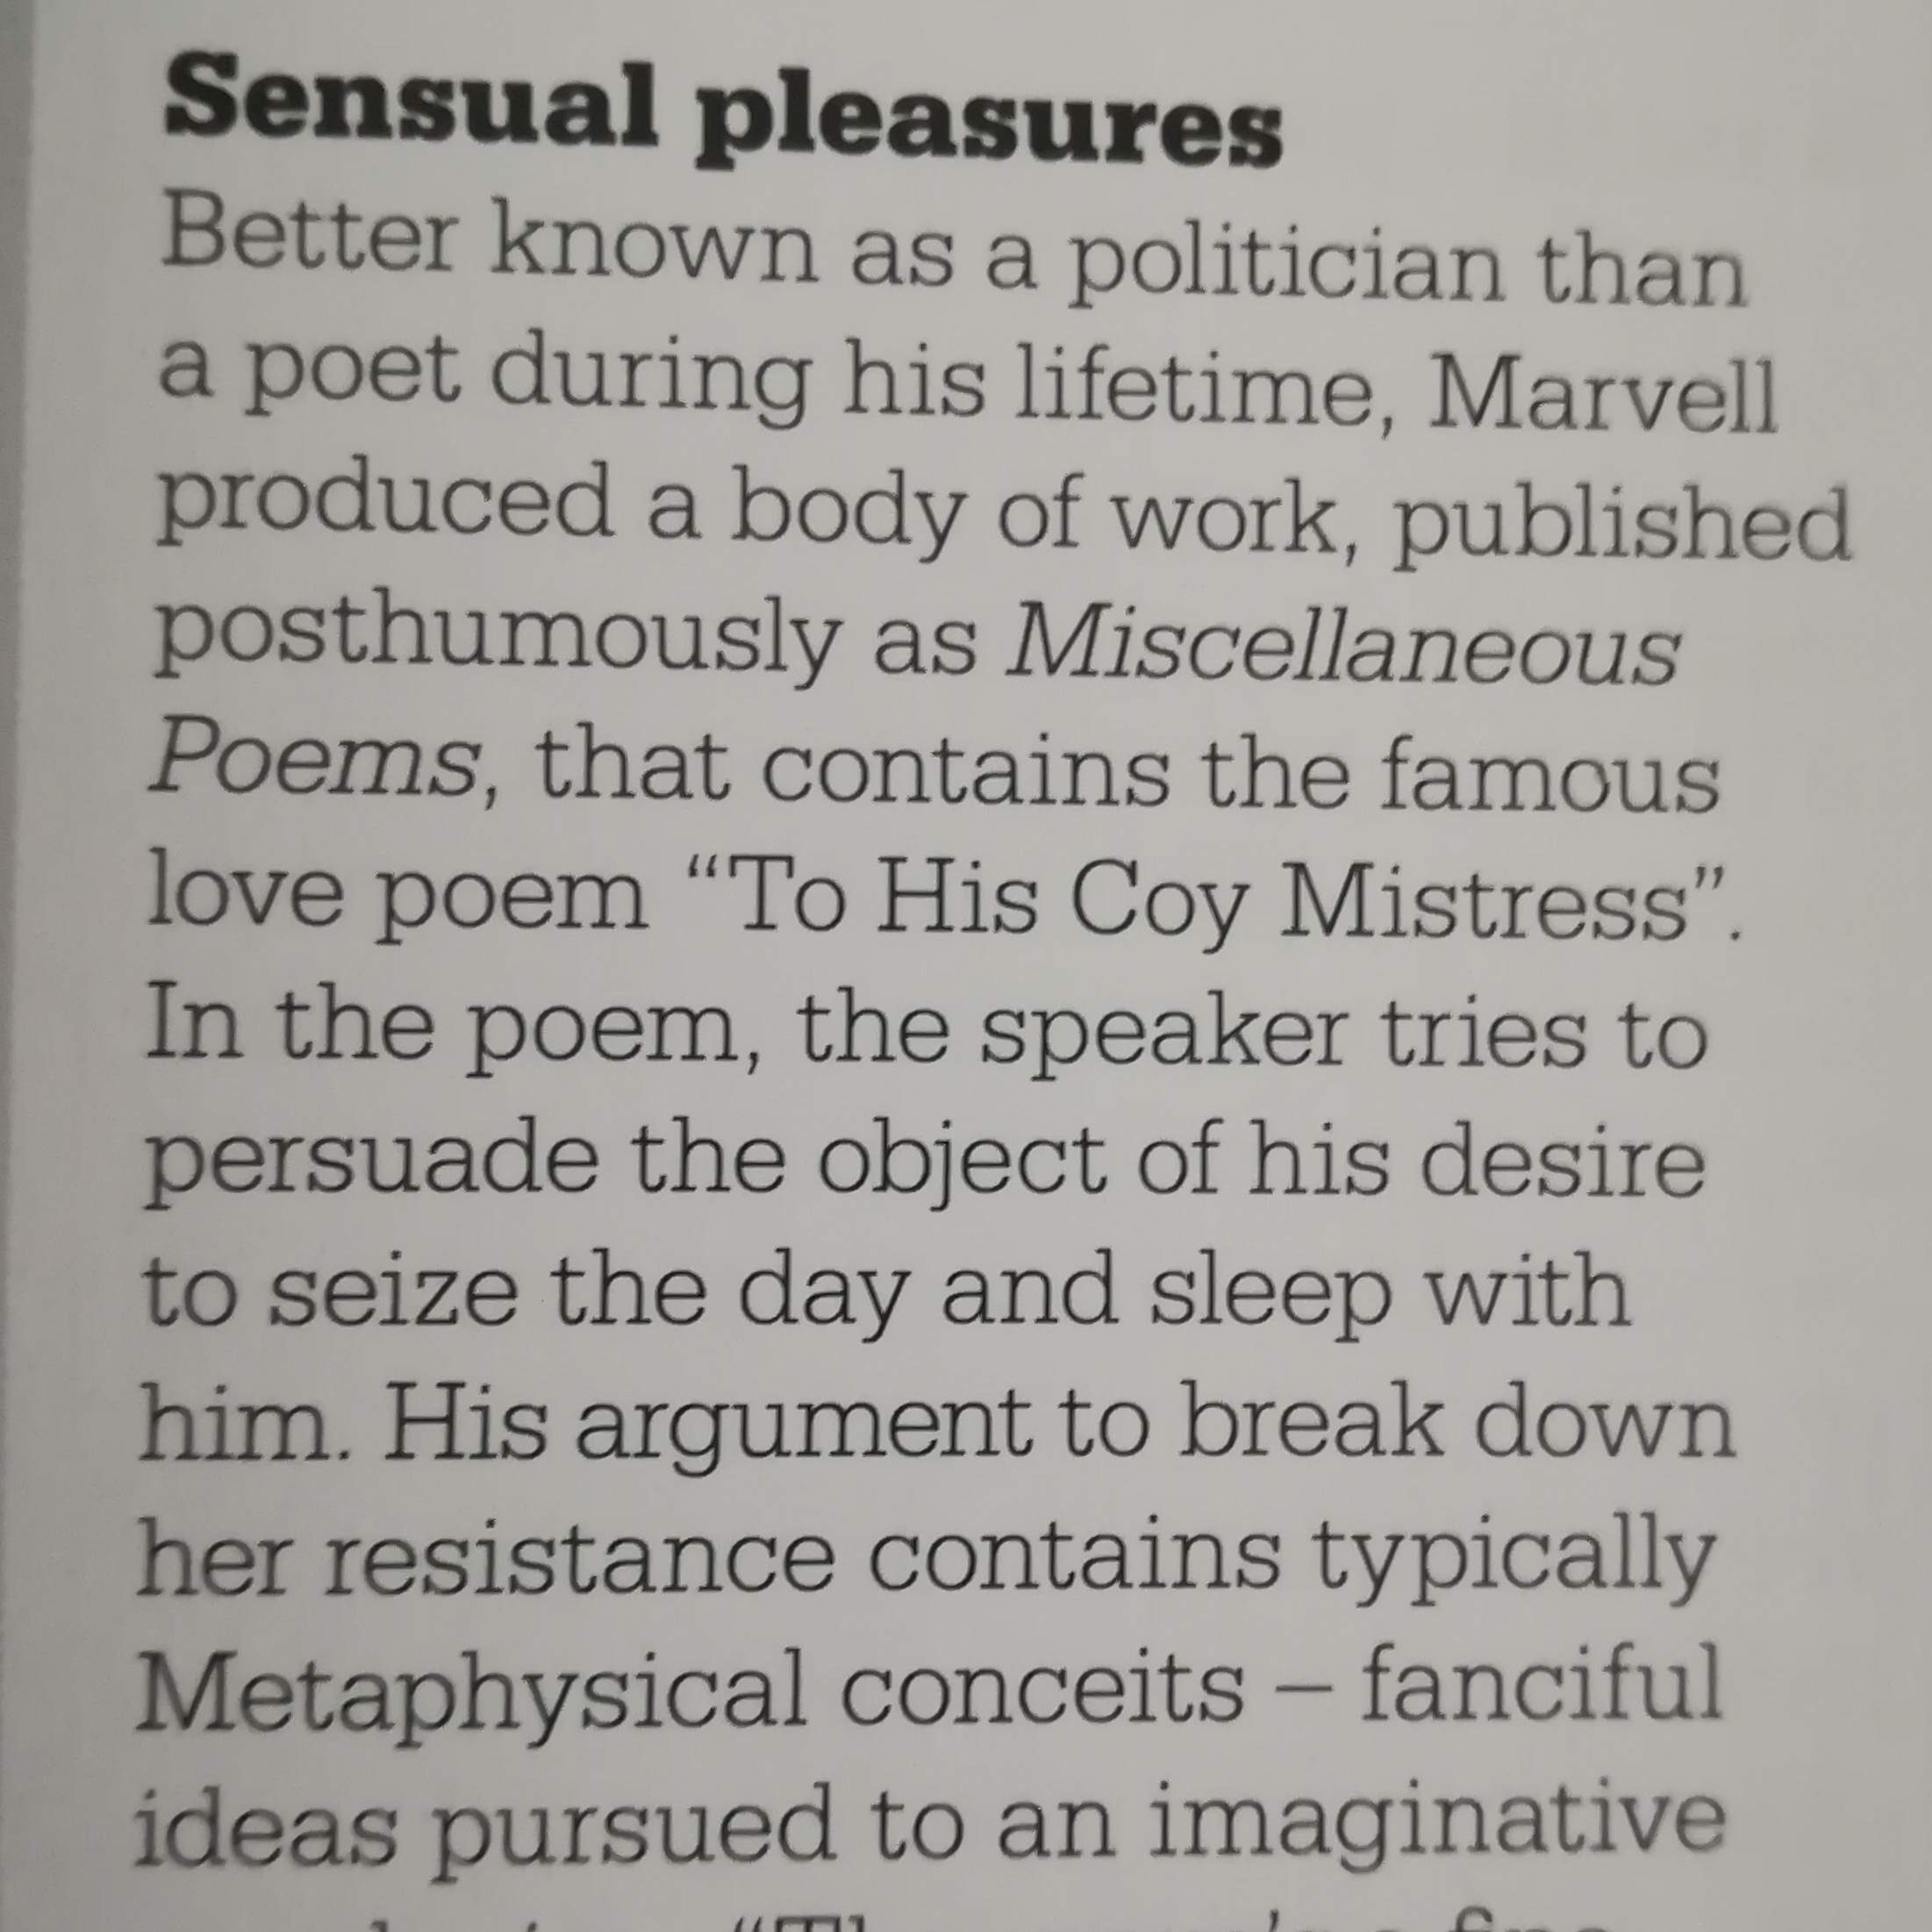 Sensual pleasures
Better known as a politician than
a poet during his lifetime, Marvell
produced a body of work, published
posthumously as Miscellaneous
Poems, that contains the famous
love poem “To His Coy Mistress”.
In the poem, the speaker tries to
persuade the object of his desire
to seize the day and sleep with
him. His argument to break down
her resistance contains typically
Metaphysical conceits – fanciful
ideas pursued to an imaginative